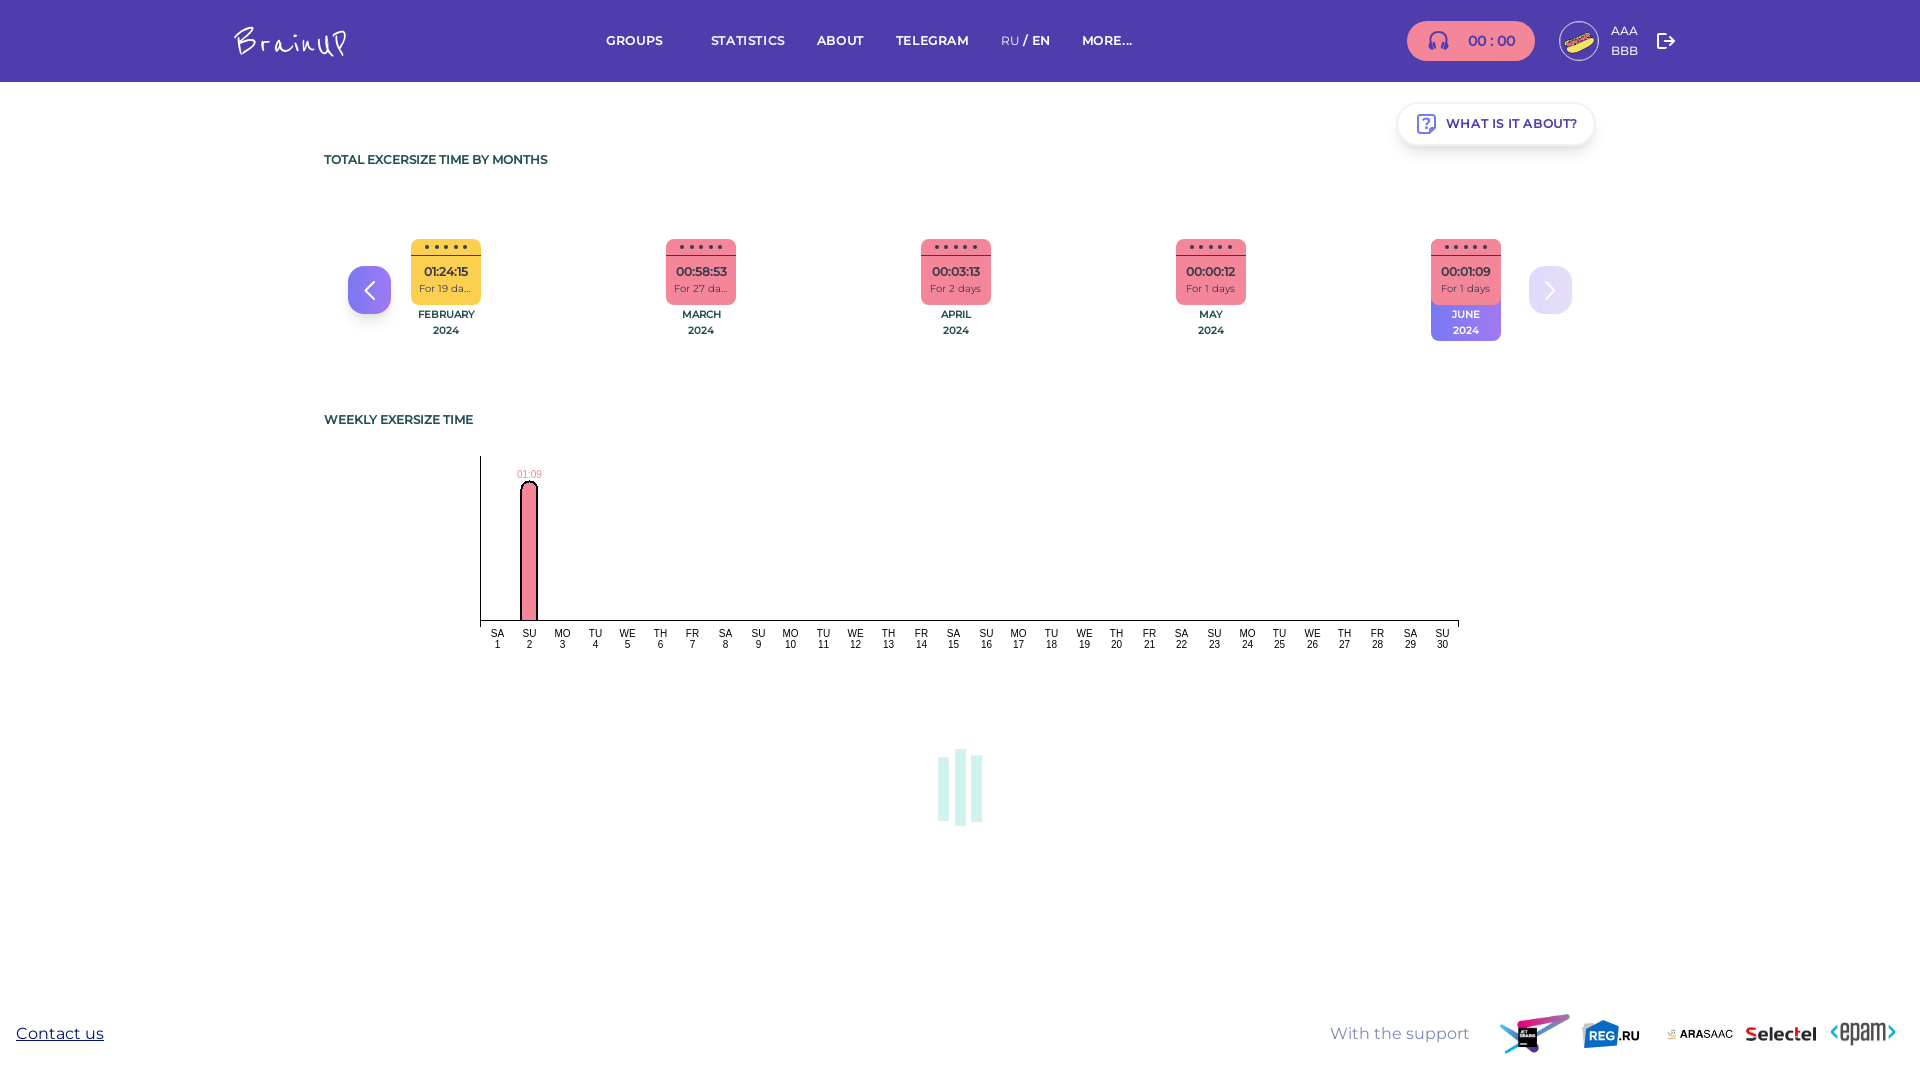 BrainUP
GROUPS
STATISTICS
ABOUT
TELEGRAM
RU / EN
MORE...
00 : 00
AAA
BBB
WHAT IS IT ABOUT?
TOTAL EXCERSIZE TIME BY MONTHS
01:24:15
For 19 da...
FEBRUARY
2024
00:58:53
For 27 da...
MARCH
2024
00:03:13
For 2 days
APRIL
2024
00:00:12
For 1 days
MAY
2024
00:01:09
For 1 days
JUNE
2024
WEEKLY EXERSIZE TIME
01:09
SA SU MO TU WE TH FR SA SU MO TU WE TH FR SA SU MO TU WE TH FR SA SU MO TU WE TH FR SA SU
1 2 3 4 5 6 7 8 9 10 11 12 13 14 15 16 17 18 19 20 21 22 23 24 25 26 27 28 29 30
Contact us
With the support
JET
BRAINS
REG.RU
ARASAAC
Selectel
<epam>